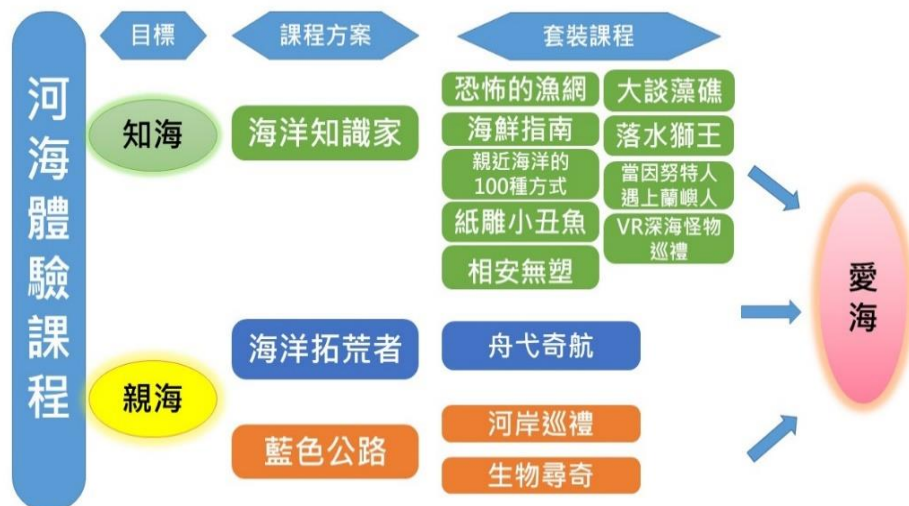 河海體驗課程
目標
課程方案
套裝課程
知海
海洋知識家
恐怖的漁網
大談藻礁
海鮮指南
落水獅王
親近海洋的
100種方式
當因努特人
遇上蘭嶼人
紙雕小丑魚
VR深海怪物
巡禮
相安無塑
親海
海洋拓荒者
舟弋奇航
藍色公路
河岸巡禮
生物尋奇
愛海